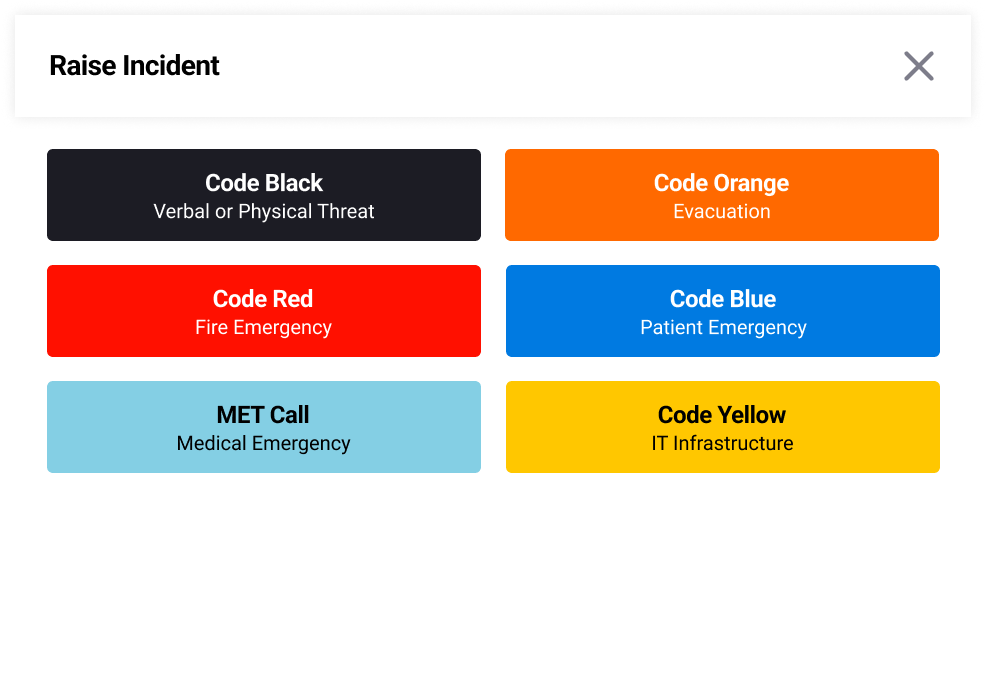 Raise Incident
Code Black
Verbal or Physical Threat
Code Orange
Evacuation
Code Red
Fire Emergency
Code Blue
Patient Emergency
MET Call
Medical Emergency
Code Yellow
IT Infrastructure